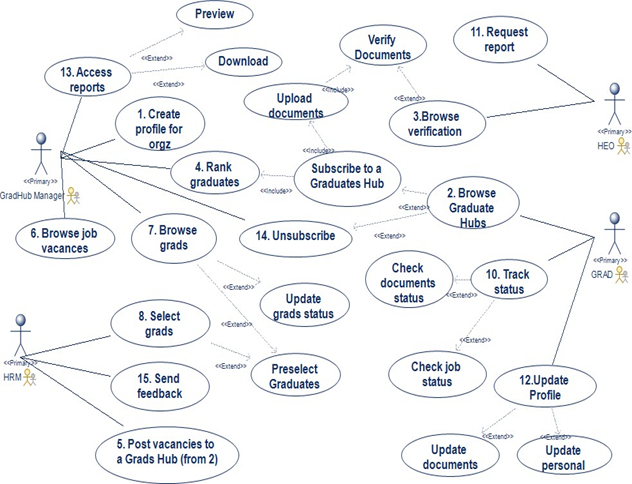 Preview
<<Extend>>
Download
13. Access
reports
<<Extend>>
Verify
Documents
11. Request
report
<<Include>>
<<Extend>>
Upload
documents
3.Browse
verification
<<Primary>>
HEO
1. Create
profile for
orgz
<<Include>>
4. Rank
graduates
<<Include>>
Subscribe to a
Graduates Hub
<<Primary>>
GradHub Manager
2. Browse
Graduate
Hubs
<<Extend>>
6. Browse job
vacances
7. Browse
grads
14. Unsubscribe
<<Primary>>
GRAD
Check
documents
status
<<Extend>>
10. Track
status
<<Extend>>
Update
grads status
8. Select
grads
<<Extend>>
<<Extend>>
<<Primary>>
HRM
<<Extend>>
Preselect
Graduates
15. Send
feedback
Check job
status
12.Update
Profile
5. Post vacancies to
a Grads Hub (from 2)
<<Extend>>
<<Extend>>
Update
documents
Update
personal